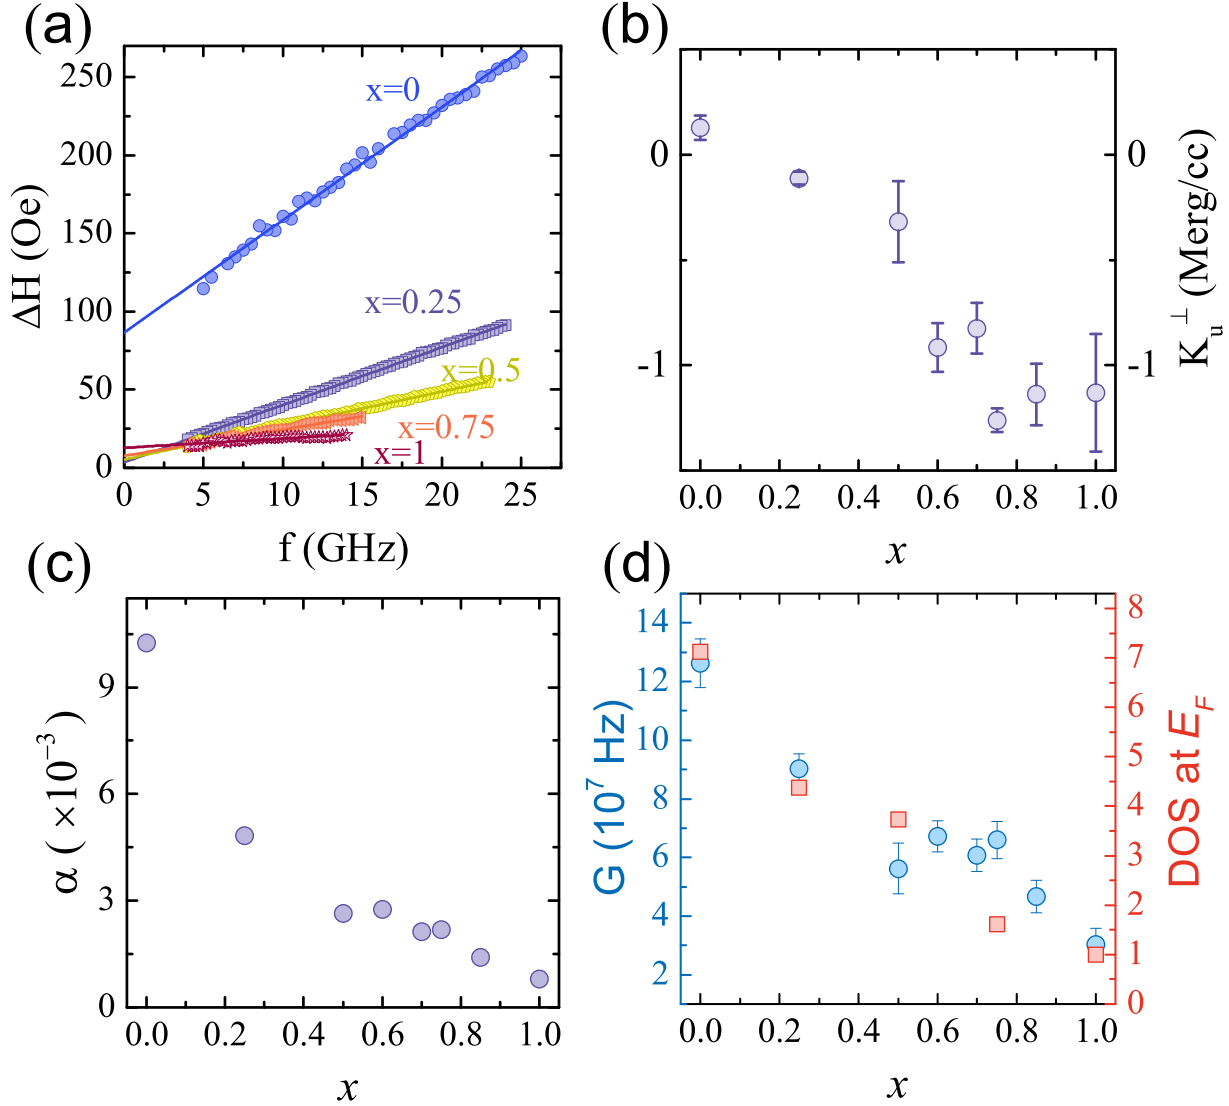 (a)
250
200
150
100
50
0
ΔH (Oe)
x=0
x=0.25
x=0.5
x=0.75
x=1
0 5 10 15 20 25
f (GHz)
(b)
0
-1
0
-1
K_u^⊥ (Merg/cc)
0.0 0.2 0.4 0.6 0.8 1.0
x
(c)
9
6
3
0
α ( ×10⁻³)
0.0 0.2 0.4 0.6 0.8 1.0
x
(d)
14
12
10
8
6
4
2
G (10⁷ Hz)
8
7
6
5
4
3
2
1
0
DOS at E_F
0.0 0.2 0.4 0.6 0.8 1.0
x